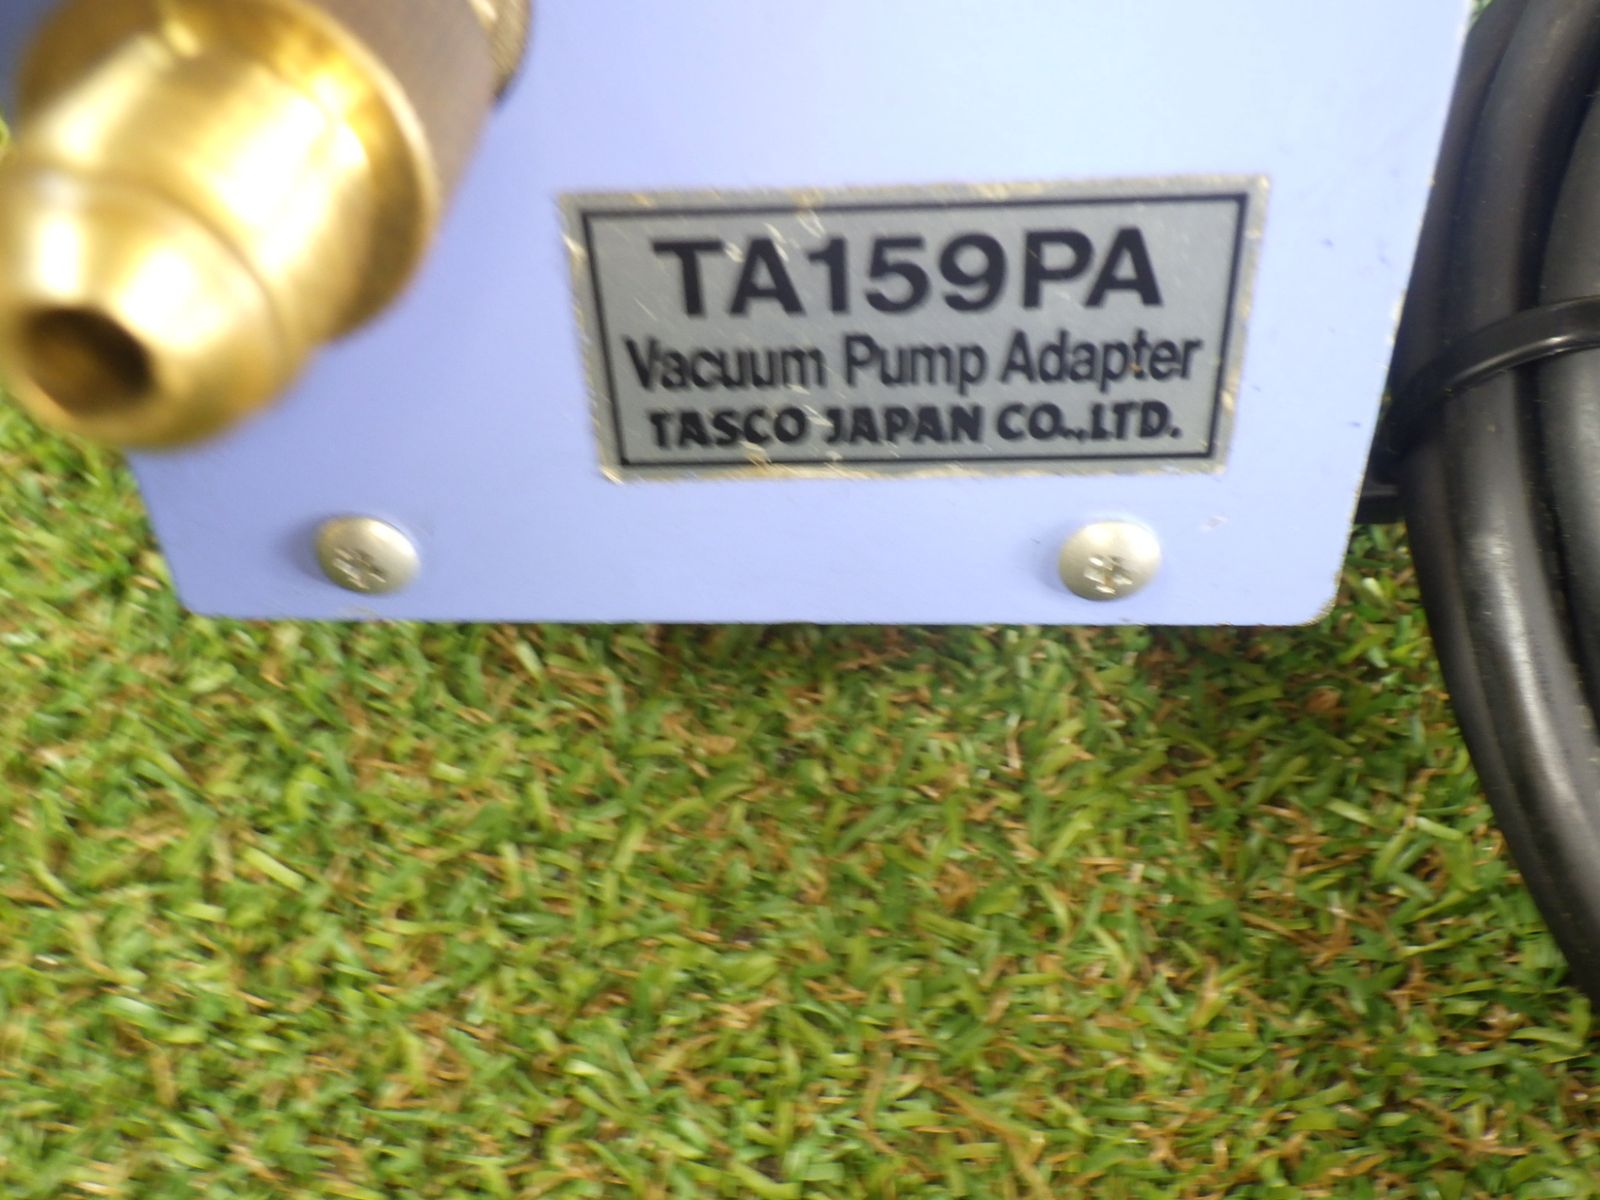 TA159PA
Vacuum Pump Adapter
TASCO JAPAN CO.,LTD.